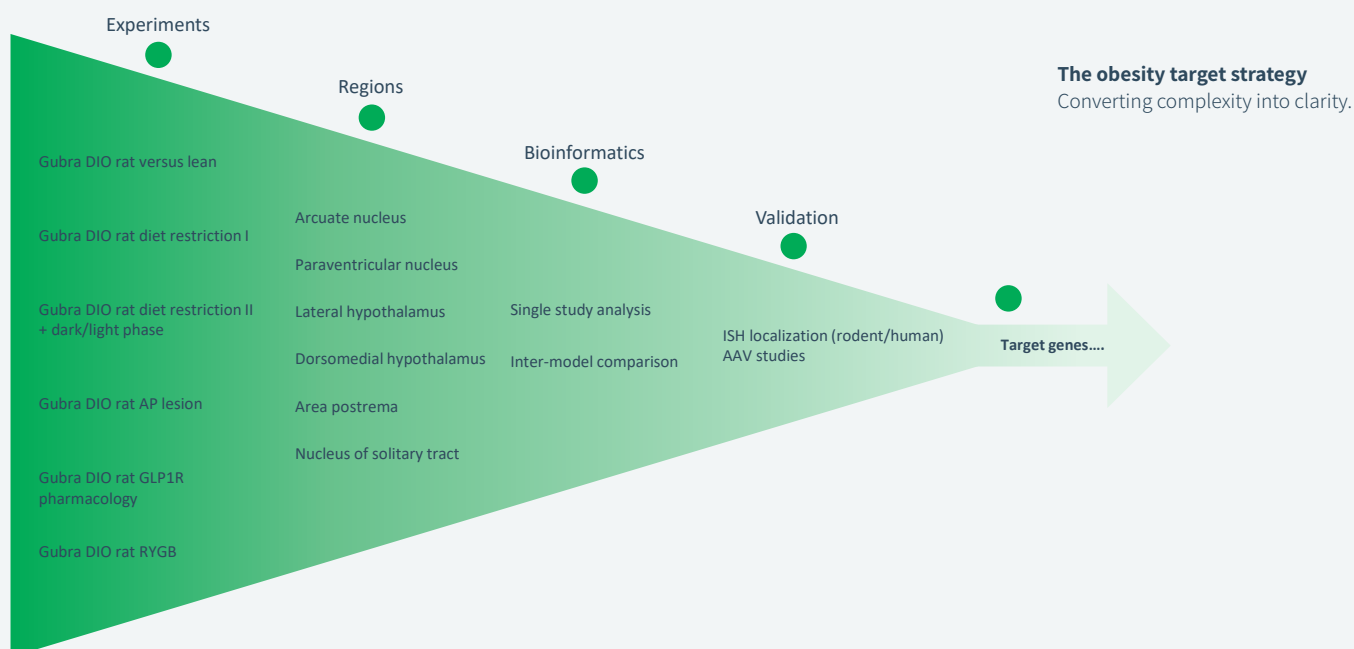 Experiments
Regions
Bioinformatics
Validation
The obesity target strategy
Converting complexity into clarity.
Gubra DIO rat versus lean
Gubra DIO rat diet restriction I
Gubra DIO rat diet restriction II
+ dark/light phase
Gubra DIO rat AP lesion
Gubra DIO rat GLP1R
pharmacology
Gubra DIO rat RYGB
Arcuate nucleus
Paraventricular nucleus
Lateral hypothalamus
Dorsomedial hypothalamus
Area postrema
Nucleus of solitary tract
Single study analysis
Inter-model comparison
ISH localization (rodent/human)
AAV studies
Target genes....